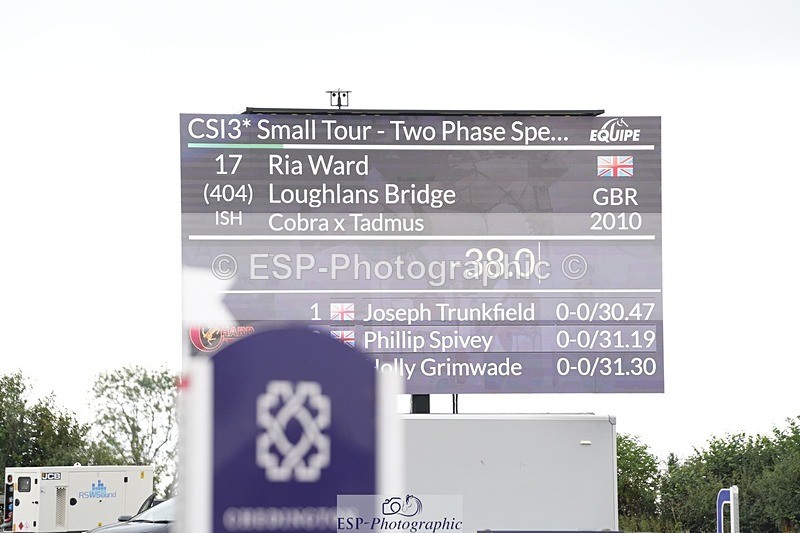 CSI3* Small Tour - Two Phase Spe...
EQUIPE
17 Ria Ward
(404) Loughlans Bridge GBR
ISH Cobra x Tadmus 2010
-38.0
© ESP-Photographic ©
1 Joseph Trunkfield 0-0/30.47
Phillip Spivey 0-0/31.19
Holly Grimwade 0-0/31.30
JCB
RSWSound
ESP-Photographic